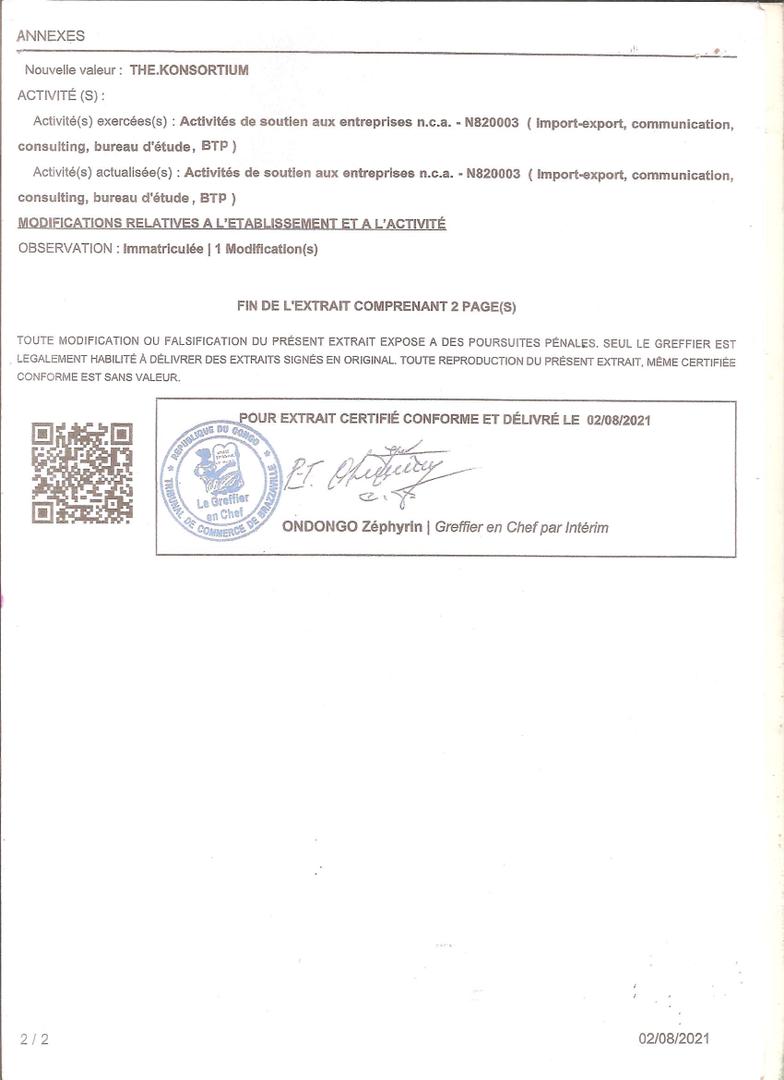 ANNEXES
Nouvelle valeur : THE.KONSORTIUM
ACTIVITÉ (S) :
Activité(s) exercées(s) : Activités de soutien aux entreprises n.c.a. - N820003 ( Import-export, communication,
consulting, bureau d'étude, BTP )
Activité(s) actualisée(s) : Activités de soutien aux entreprises n.c.a. - N820003 ( Import-export, communication,
consulting, bureau d'étude , BTP )
MODIFICATIONS RELATIVES A L'ETABLISSEMENT ET A L'ACTIVITÉ
OBSERVATION : Immatriculée | 1 Modification(s)
FIN DE L'EXTRAIT COMPRENANT 2 PAGE(S)
TOUTE MODIFICATION OU FALSIFICATION DU PRÉSENT EXTRAIT EXPOSE A DES POURSUITES PÉNALES. SEUL LE GREFFIER EST
LEGALEMENT HABILITÉ À DÉLIVRER DES EXTRAITS SIGNÉS EN ORIGINAL. TOUTE REPRODUCTION DU PRÉSENT EXTRAIT, MÊME CERTIFIÉE
CONFORME EST SANS VALEUR.
POUR EXTRAIT CERTIFIÉ CONFORME ET DÉLIVRÉ LE 02/08/2021
RÉPUBLIQUE DU CONGO
Le Greffier
en Chef
TRIBUNAL DE COMMERCE DE BRAZZAVILLE
P.I.
ONDONGO Zéphyrin | Greffier en Chef par Intérim
2 / 2
02/08/2021